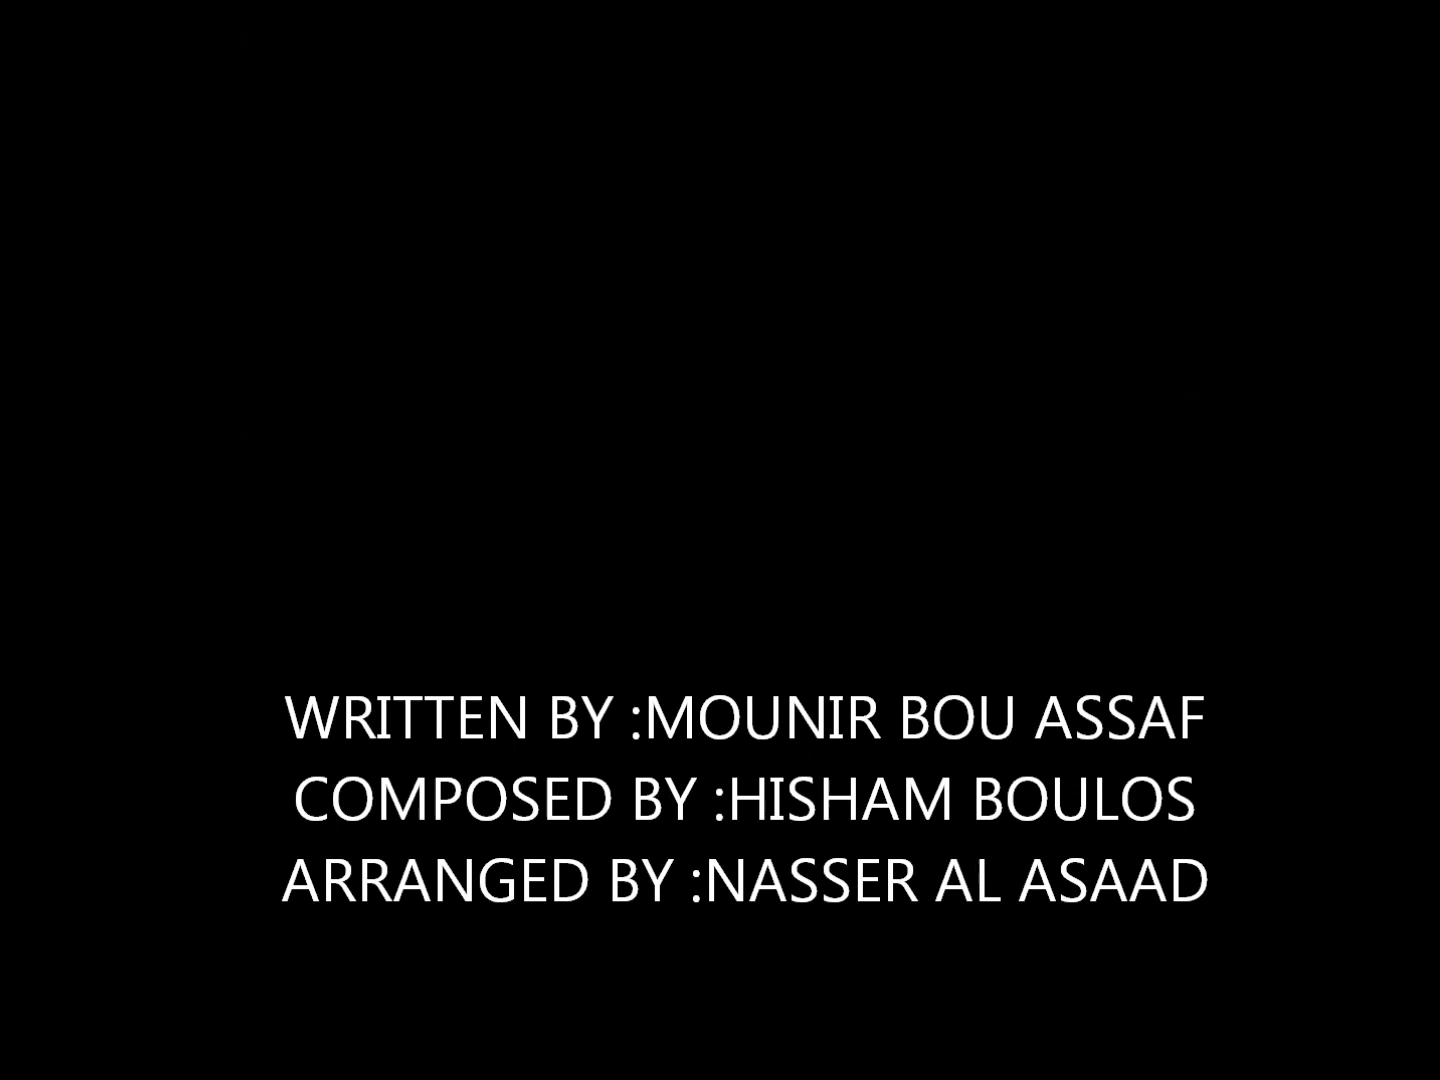 WRITTEN BY :MOUNIR BOU ASSAF
COMPOSED BY :HISHAM BOULOS
ARRANGED BY :NASSER AL ASAAD